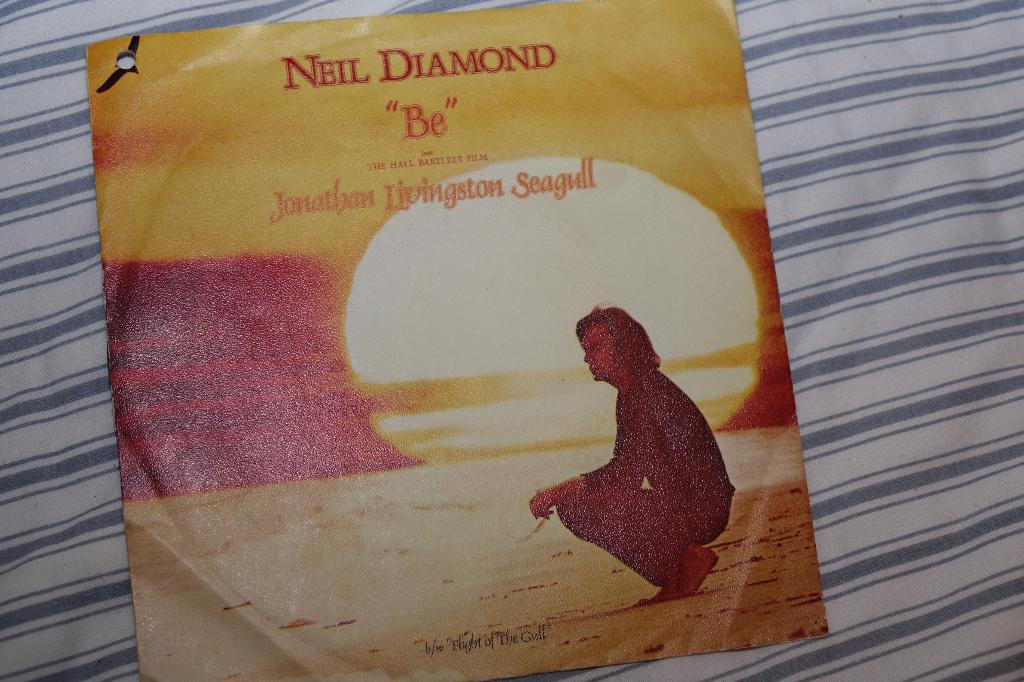 NEIL DIAMOND
"Be"
from
THE HALL BARTLETT FILM
Jonathan Livingston Seagull
b/w "Flight of The Gull"